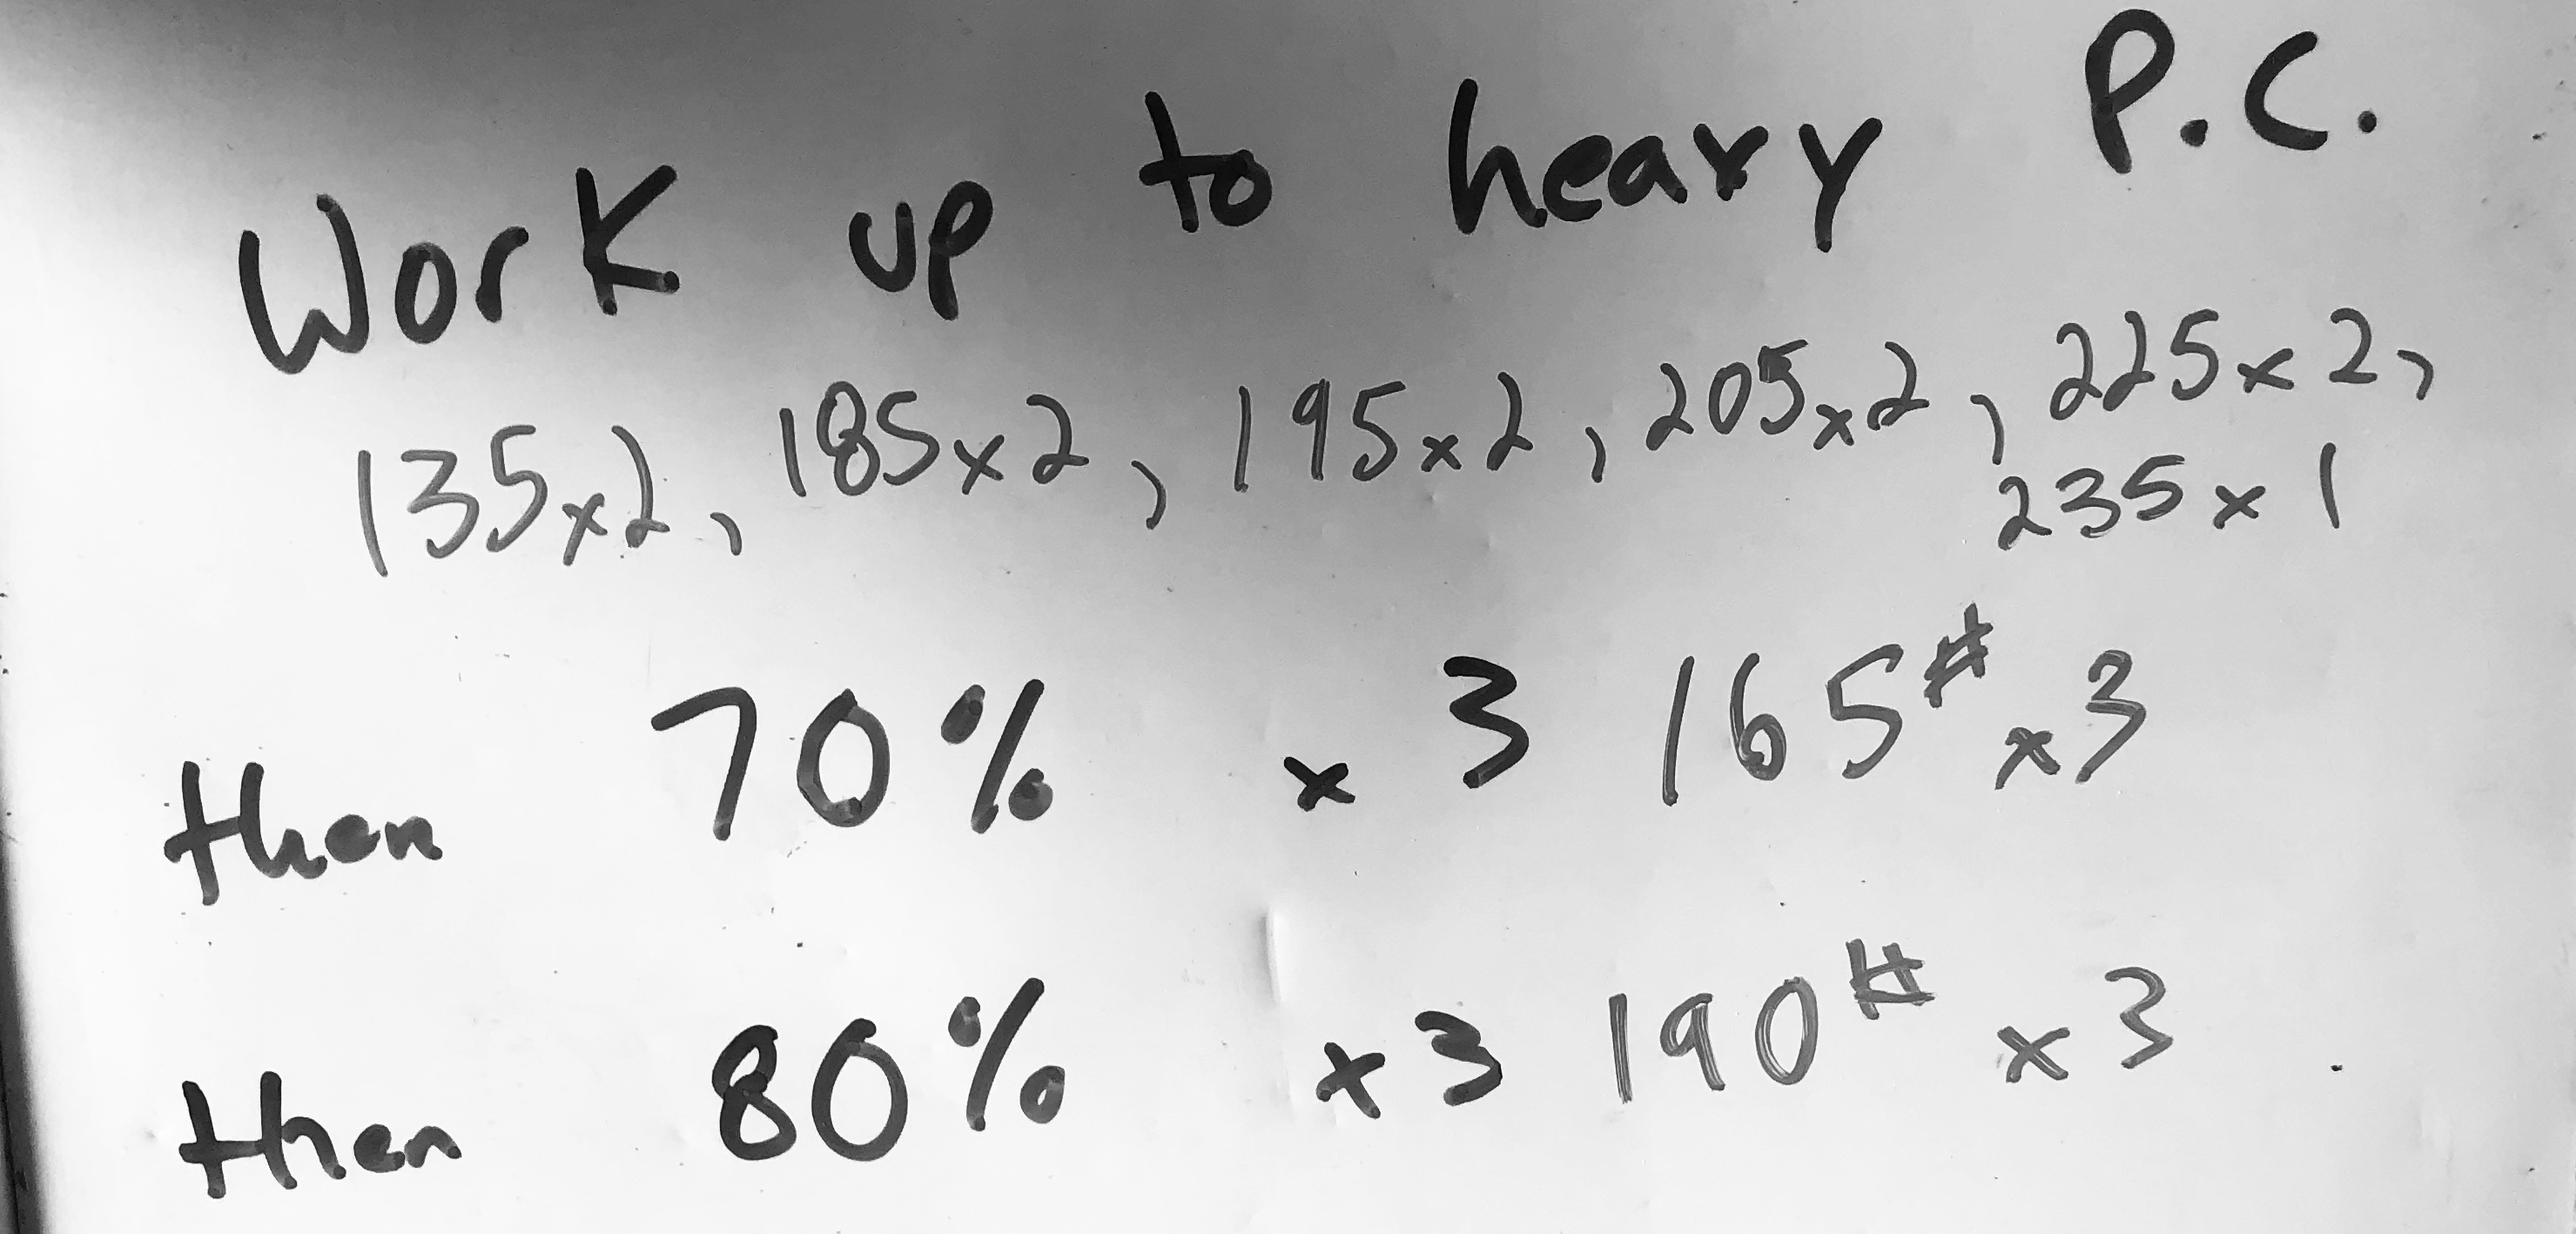 Work up to heavy P.C.
135x2, 185x2, 195x2, 205x2, 225x2,
235x1
then 70% x 3 165# x3
then 80% x3 190# x3